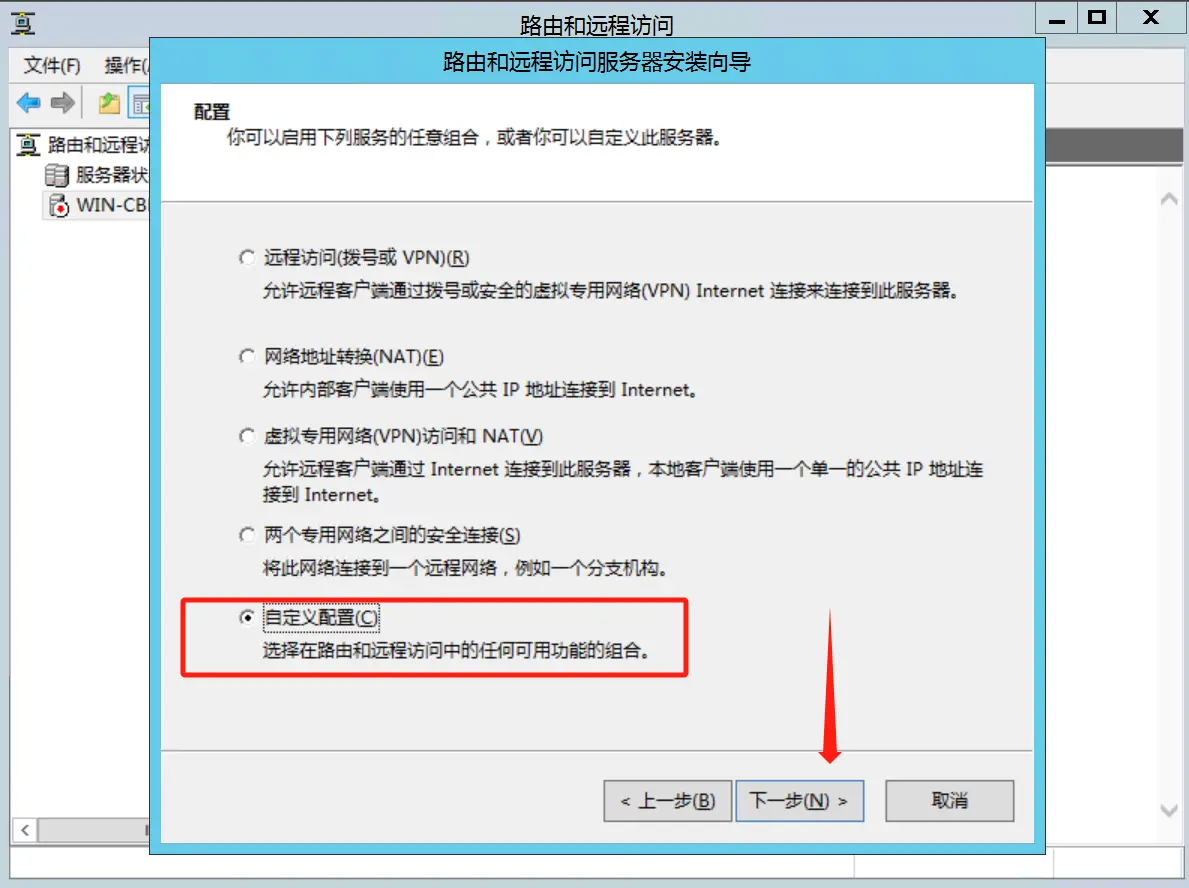 路由和远程访问
文件(F) 操作(
路由和远程访问服务器安装向导
路由和远程访
服务器状
WIN-CB
配置
你可以启用下列服务的任意组合，或者你可以自定义此服务器。
远程访问(拨号或 VPN)(R)
允许远程客户端通过拨号或安全的虚拟专用网络(VPN) Internet 连接来连接到此服务器。
网络地址转换(NAT)(E)
允许内部客户端使用一个公共 IP 地址连接到 Internet。
虚拟专用网络(VPN)访问和 NAT(V)
允许远程客户端通过 Internet 连接到此服务器，本地客户端使用一个单一的公共 IP 地址连
接到 Internet。
两个专用网络之间的安全连接(S)
将此网络连接到一个远程网络，例如一个分支机构。
自定义配置(C)
选择在路由和远程访问中的任何可用功能的组合。
< 上一步(B) 下一步(N) > 取消